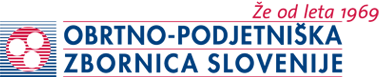 Že od leta 1969
OBRTNO-PODJETNIŠKA
ZBORNICA SLOVENIJE